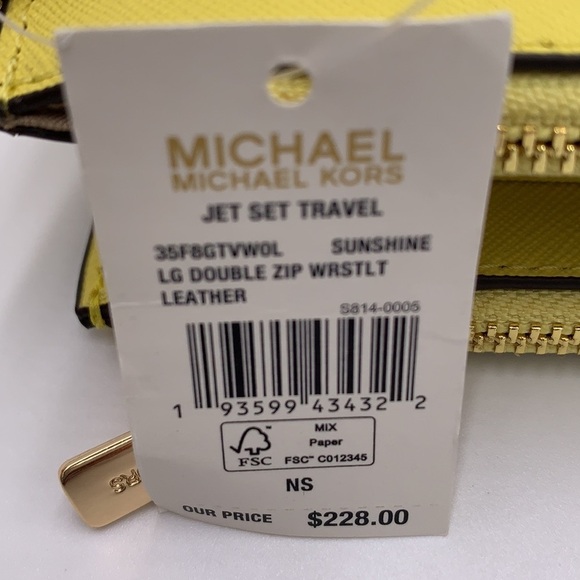 MICHAEL
MICHAEL KORS
JET SET TRAVEL
35F8GTVW0L SUNSHINE
LG DOUBLE ZIP WRSTLT
LEATHER
S814-0005
1 93599 43432 2
FSC
MIX
Paper
FSC™ C012345
NS
OUR PRICE $228.00